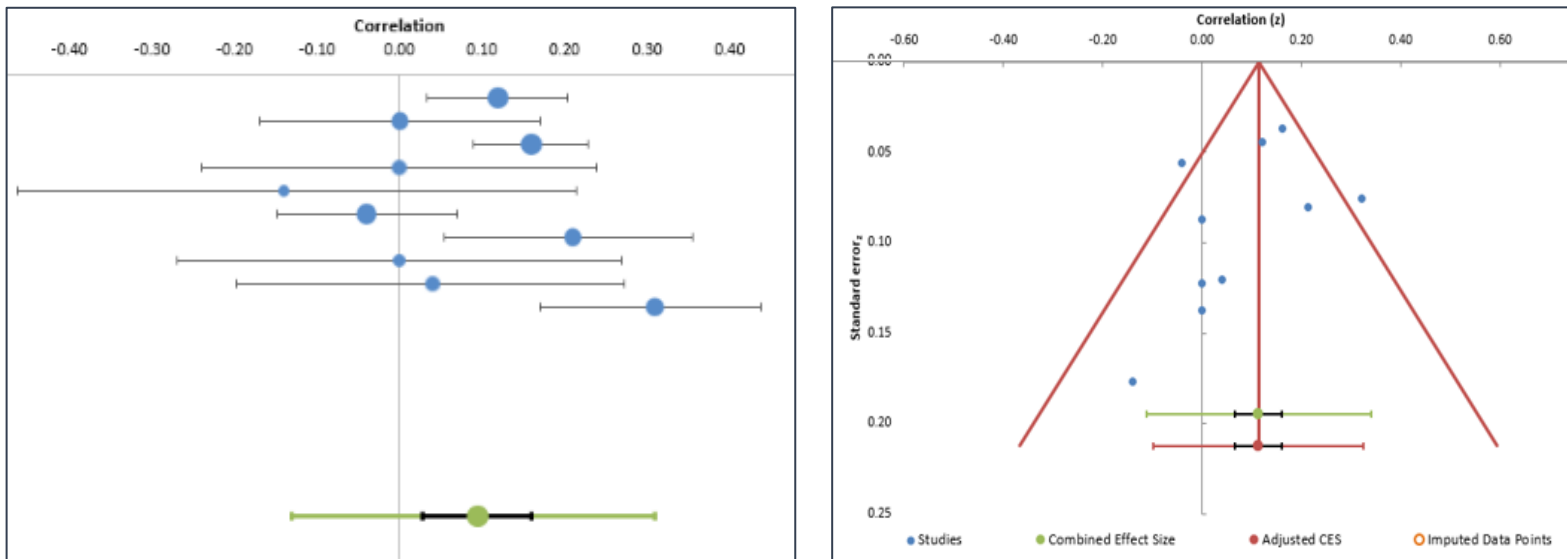 Correlation
-0.40 -0.30 -0.20 -0.10 0.00 0.10 0.20 0.30 0.40
Correlation (z)
-0.60 -0.40 -0.20 0.00 0.20 0.40 0.60
0.00
0.05
0.10
0.15
0.20
0.25
Standard error z
Studies Combined Effect Size Adjusted CES Imputed Data Points